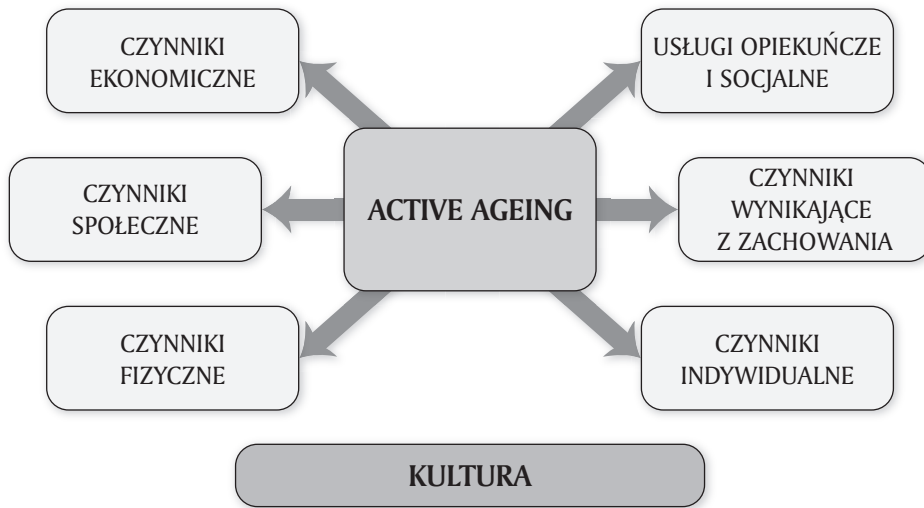 CZYNNIKI
EKONOMICZNE
USŁUGI OPIEKUŃCZE
I SOCJALNE
CZYNNIKI
SPOŁECZNE
ACTIVE AGEING
CZYNNIKI
WYNIKAJĄCE
Z ZACHOWANIA
CZYNNIKI
FIZYCZNE
CZYNNIKI
INDYWIDUALNE
KULTURA